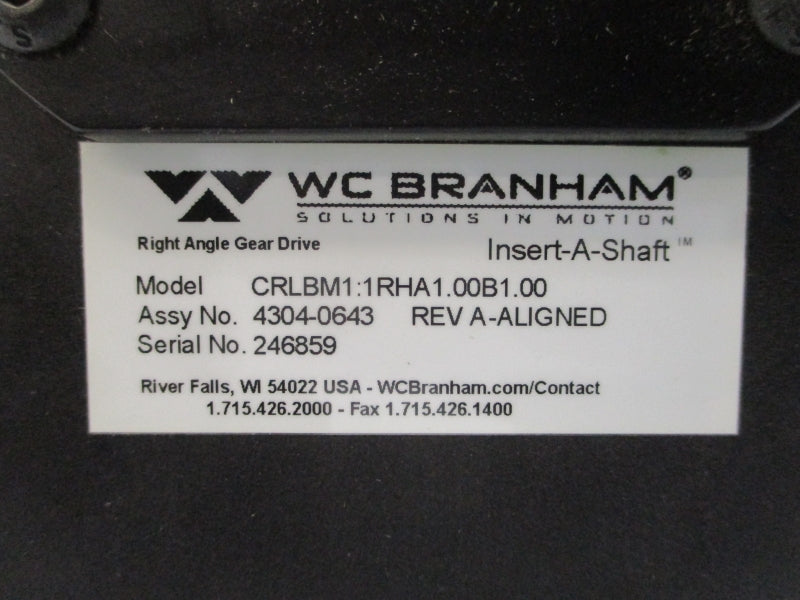 WC BRANHAM®
SOLUTIONS IN MOTION
Right Angle Gear Drive
Insert-A-Shaft™
Model CRLBM1:1RHA1.00B1.00
Assy No. 4304-0643 REV A-ALIGNED
Serial No. 246859
River Falls, WI 54022 USA - WCBranham.com/Contact
1.715.426.2000 - Fax 1.715.426.1400